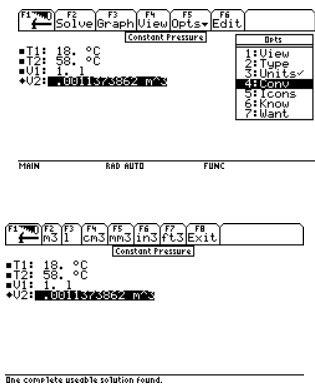 F1 F2 F3 F4 F5 F6
Solve Graph View Opts Edit
Constant Pressure
Opts
▪T1: 18. °C
▪T2: 58. °C
▪V1: 1. l
◆V2: .0011373862 m^3
1:View
2:Type
3:Units✓
4:Conv
5:Icons
6:Know
7:Want
MAIN RAD AUTO FUNC
F1 F2 F3 F4 F5 F6 F7 F8
m3 l cm3 mm3 in3 ft3 Exit
Constant Pressure
▪T1: 18. °C
▪T2: 58. °C
▪V1: 1. l
◆V2: .0011373862 m^3
One complete useable solution found.